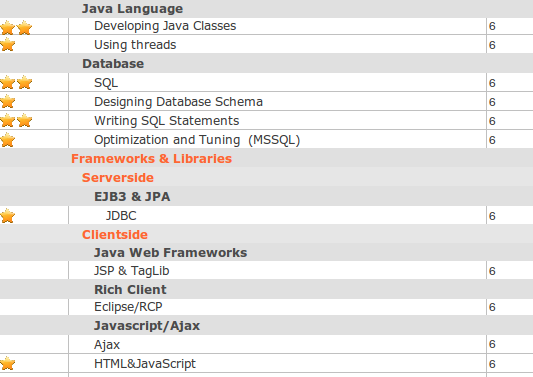 Java Language
Developing Java Classes 6
Using threads 6
Database
SQL 6
Designing Database Schema 6
Writing SQL Statements 6
Optimization and Tuning (MSSQL) 6
Frameworks & Libraries
Serverside
EJB3 & JPA
JDBC 6
Clientside
Java Web Frameworks
JSP & TagLib 6
Rich Client
Eclipse/RCP 6
Javascript/Ajax
Ajax 6
HTML&JavaScript 6